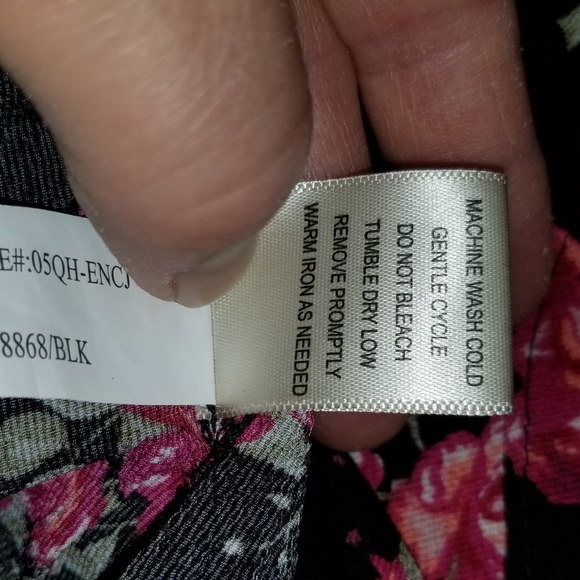 MACHINE WASH COLD
GENTLE CYCLE
DO NOT BLEACH
TUMBLE DRY LOW
REMOVE PROMPTLY
WARM IRON AS NEEDED
E#:05QH-ENCJ
8868/BLK